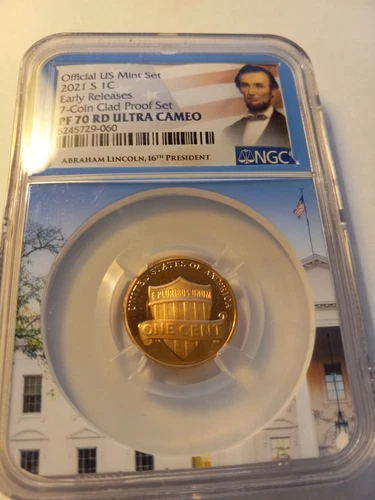 Official US Mint Set
2021 S 1C
Early Releases
7-Coin Clad Proof Set
PF 70 RD ULTRA CAMEO
6245729-060
ABRAHAM LINCOLN, 16TH PRESIDENT
NGC
UNITED STATES OF AMERICA
E PLURIBUS UNUM
ONE CENT